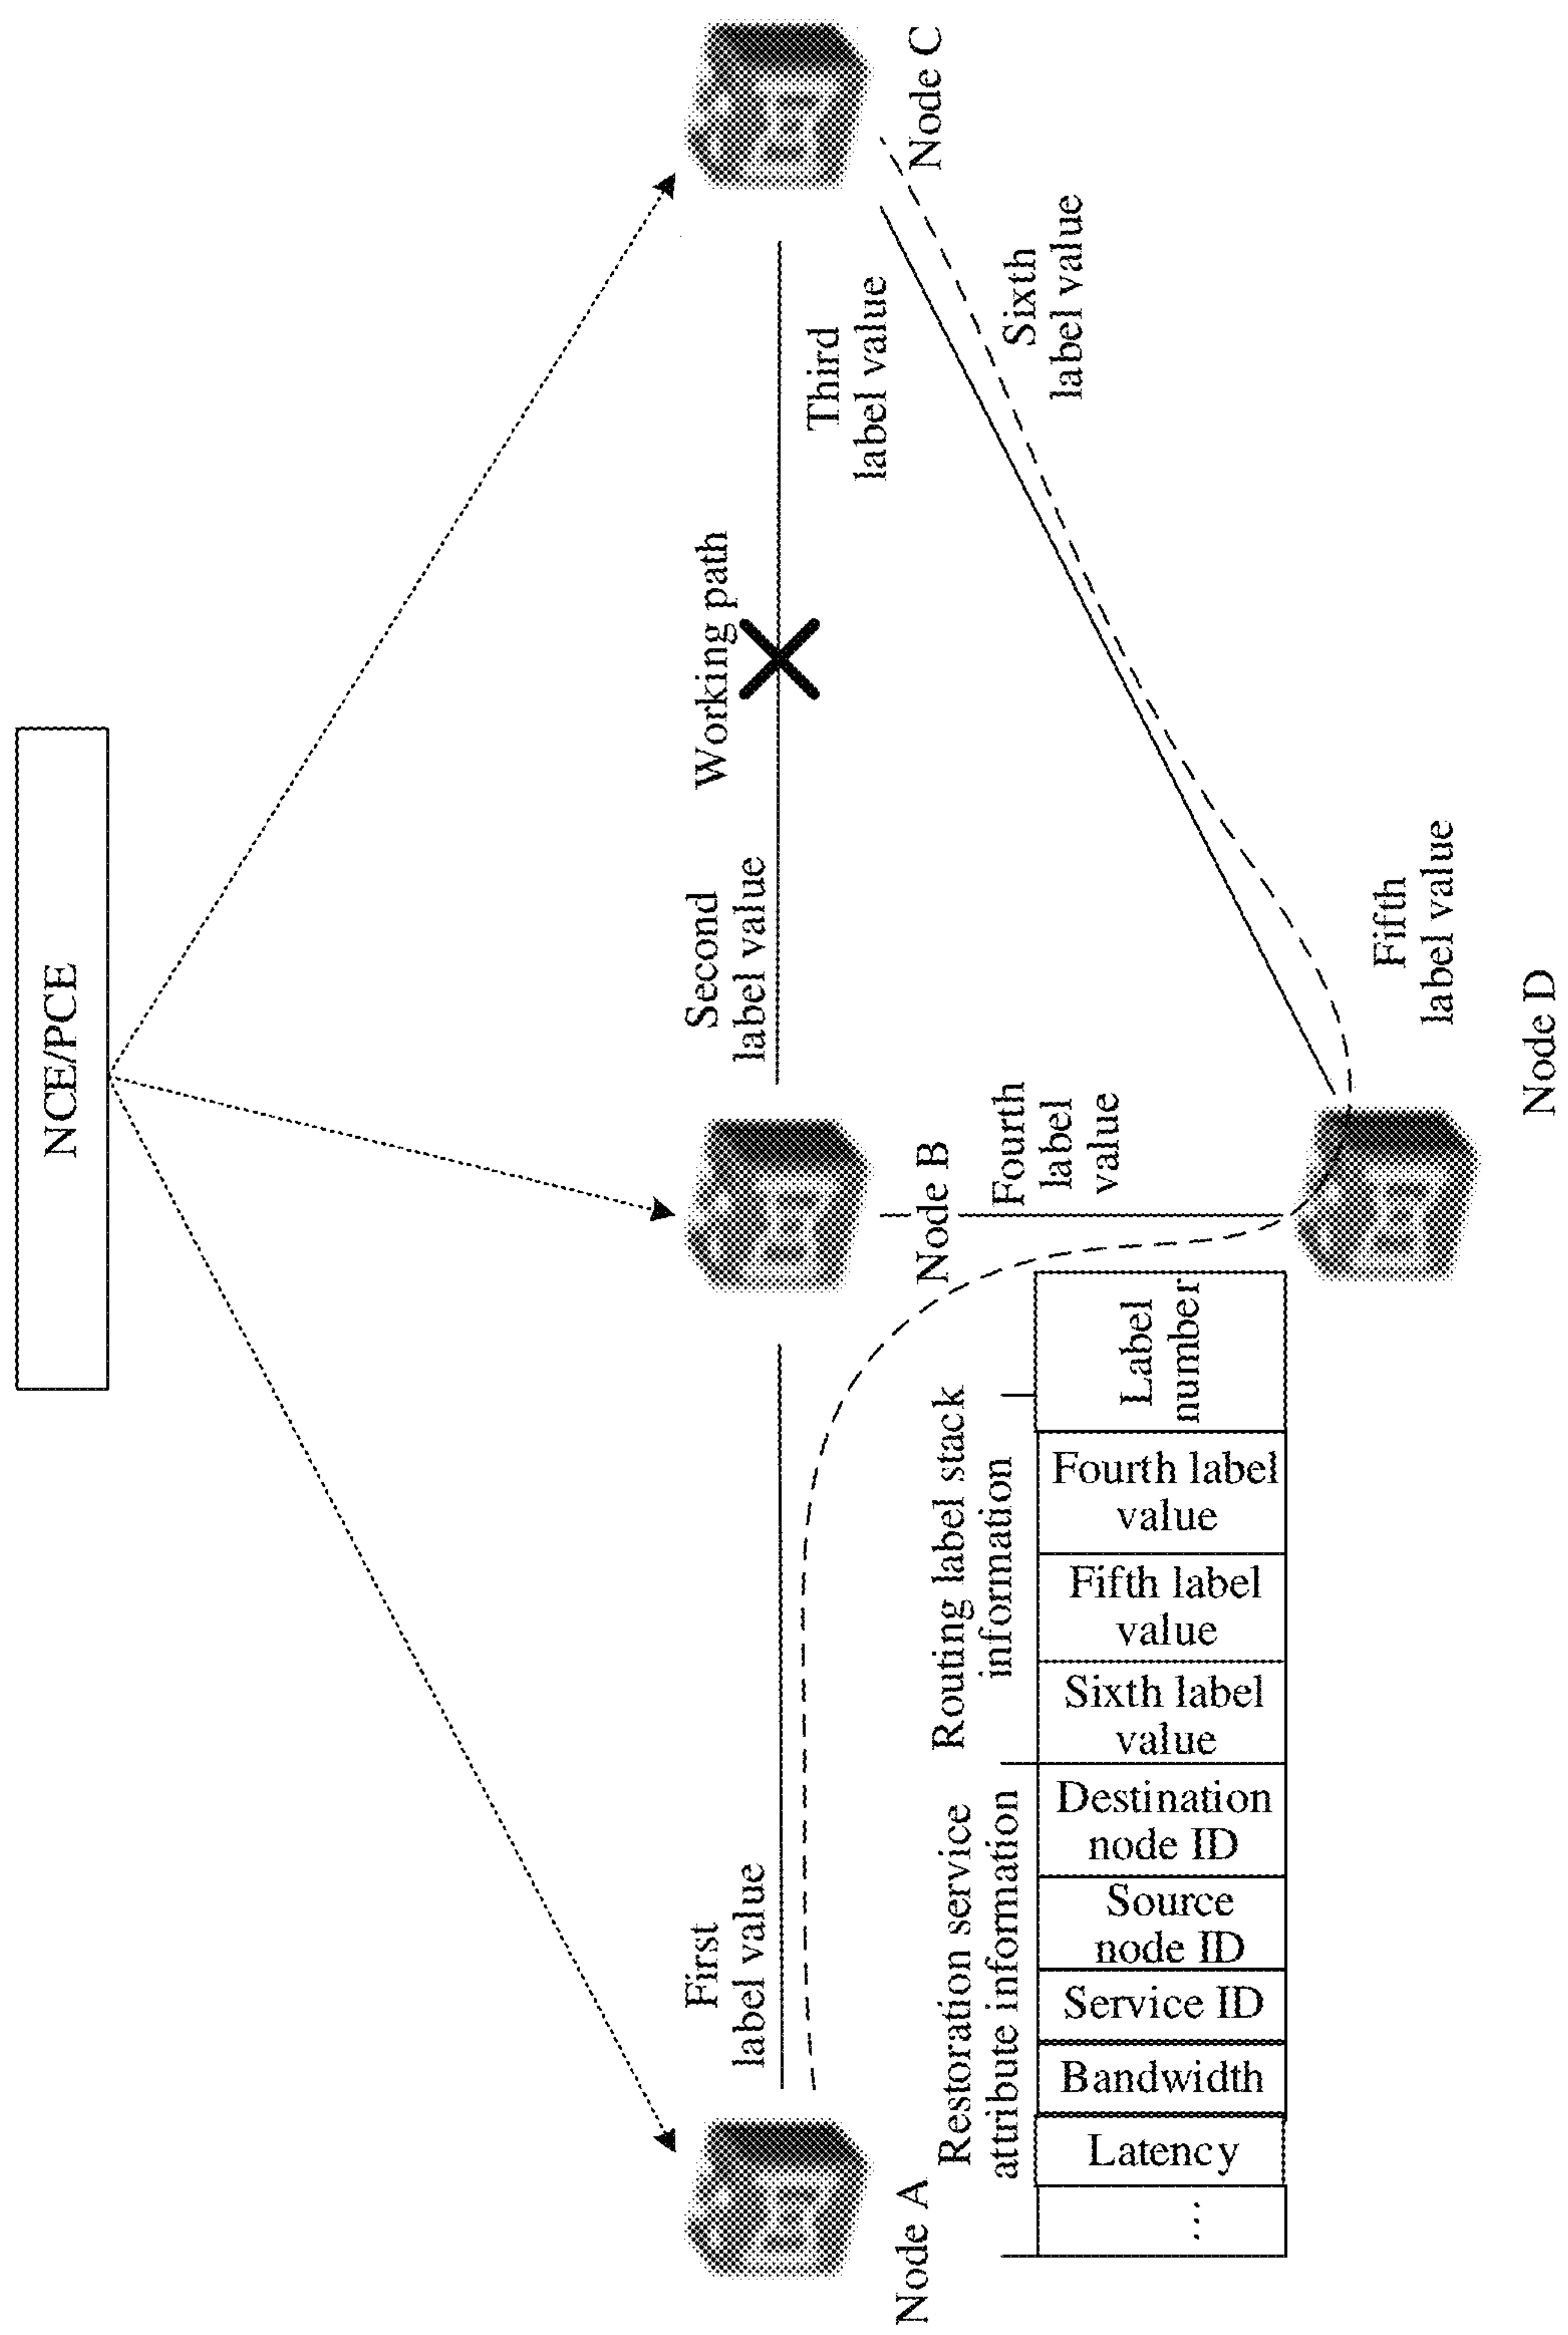 NCE/PCE
First
label value
Second
label value
Working path
Third
label value
Node A
Node B
Node C
Restoration service
attribute information
Routing label stack
information
Fourth
label
value
Sixth
label value
...
Latency
Bandwidth
Service ID
Source
node ID
Destination
node ID
Sixth label
value
Fifth label
value
Fourth label
value
Label
number
Fifth
label value
Node D